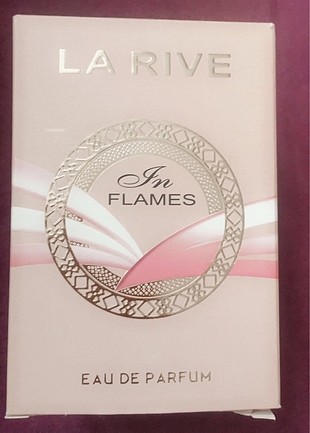 LA RIVE
In
FLAMES
EAU DE PARFUM